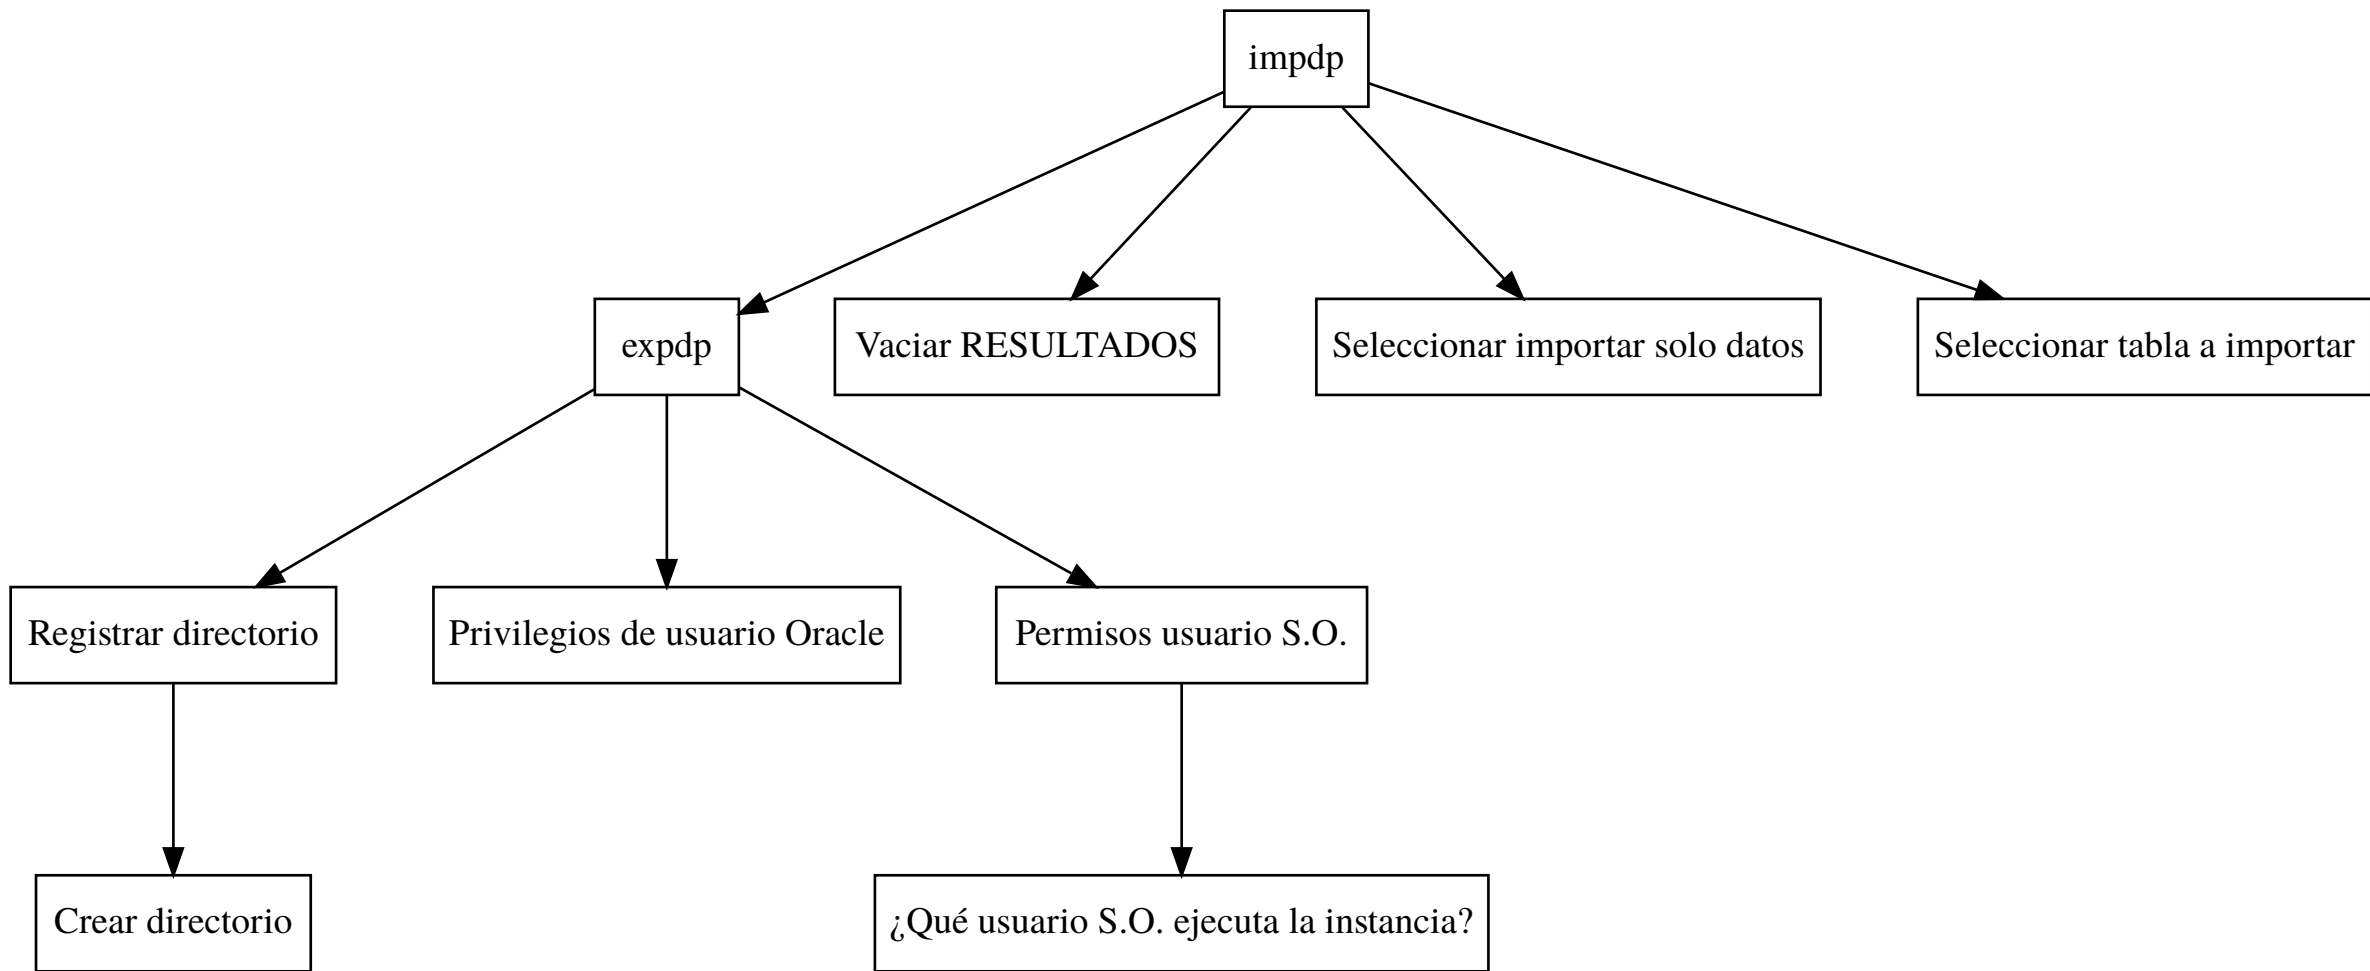 impdp
expdp
Vaciar RESULTADOS
Seleccionar importar solo datos
Seleccionar tabla a importar
Registrar directorio
Privilegios de usuario Oracle
Permisos usuario S.O.
Crear directorio
¿Qué usuario S.O. ejecuta la instancia?